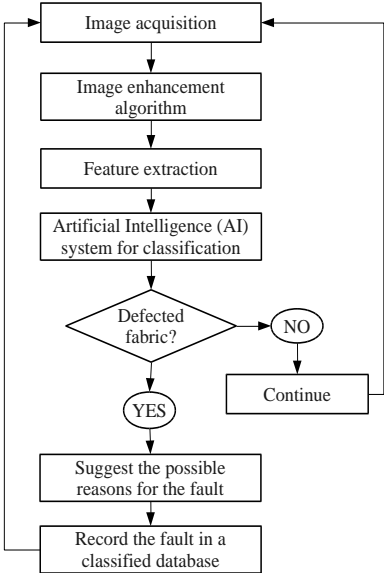 Image acquisition
Image enhancement
algorithm
Feature extraction
Artificial Intelligence (AI)
system for classification
Defected
fabric?
NO
Continue
YES
Suggest the possible
reasons for the fault
Record the fault in a
classified database